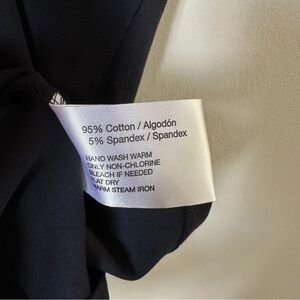 95% Cotton / Algodón
5% Spandex / Spandex
HAND WASH WARM
ONLY NON-CHLORINE
BLEACH IF NEEDED
FLAT DRY
WARM STEAM IRON